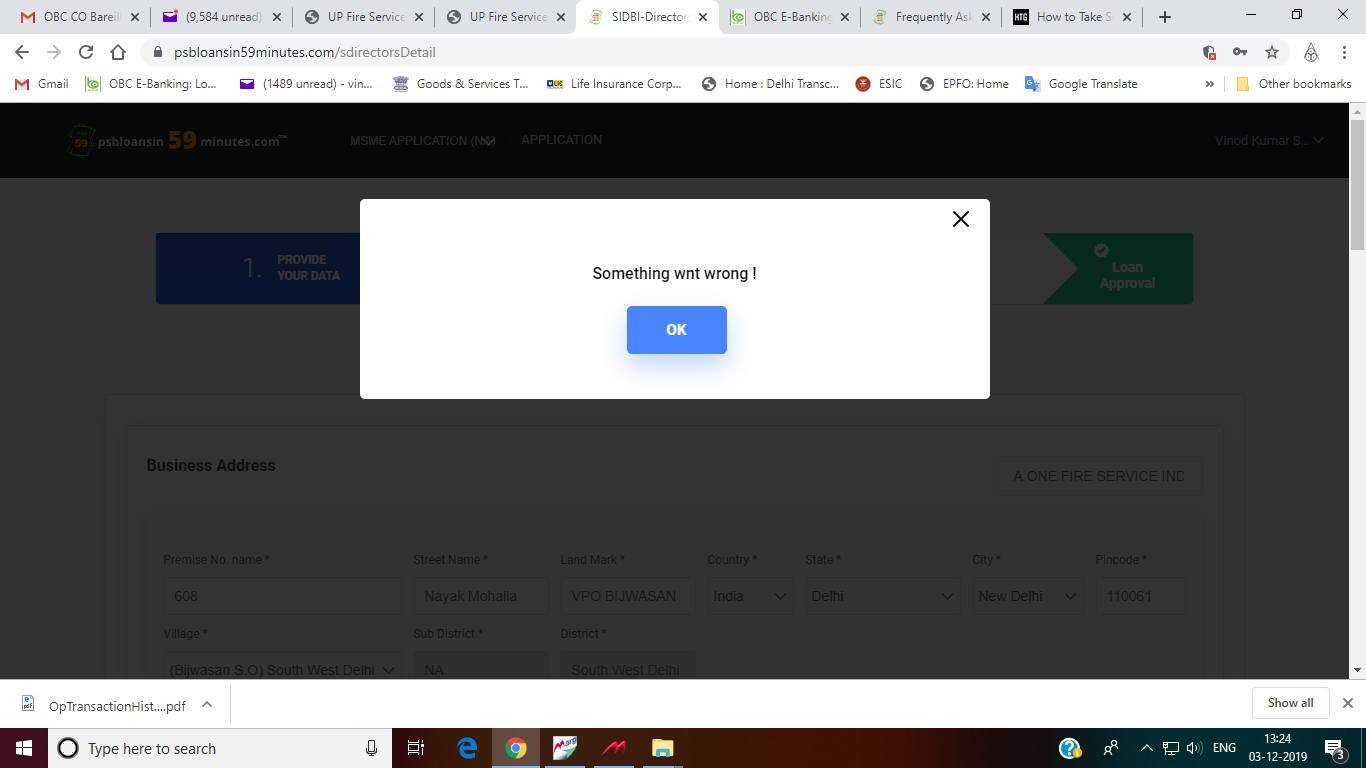 OBC CO Bareill
(9,584 unread)
UP Fire Service
UP Fire Service
SIDBI-Director
OBC E-Banking
Frequently Ask
HTG How to Take S
psbloansin59minutes.com/sdirectorsDetail
Gmail
OBC E-Banking: Lo...
(1489 unread) - vin...
Goods & Services T...
LIC Life Insurance Corp...
Home : Delhi Transc...
ESIC
EPFO: Home
Google Translate
»
Other bookmarks
59 psbloansin 59 minutes.com™
MSME APPLICATION
APPLICATION
Vinod Kumar S...
1. PROVIDE
YOUR DATA
Loan
Approval
Something wnt wrong !
OK
Business Address
A ONE FIRE SERVICE IND
Premise No. name * Street Name * Land Mark * Country * State * City * Pincode *
608 Nayak Mohalla VPO BIJWASAN India Delhi New Delhi 110061
Village * Sub District * District *
(Bijwasan S.O) South West Delhi NA South West Delhi
OpTransactionHist....pdf
Show all
Type here to search
Marg
ENG
13:24
03-12-2019
3